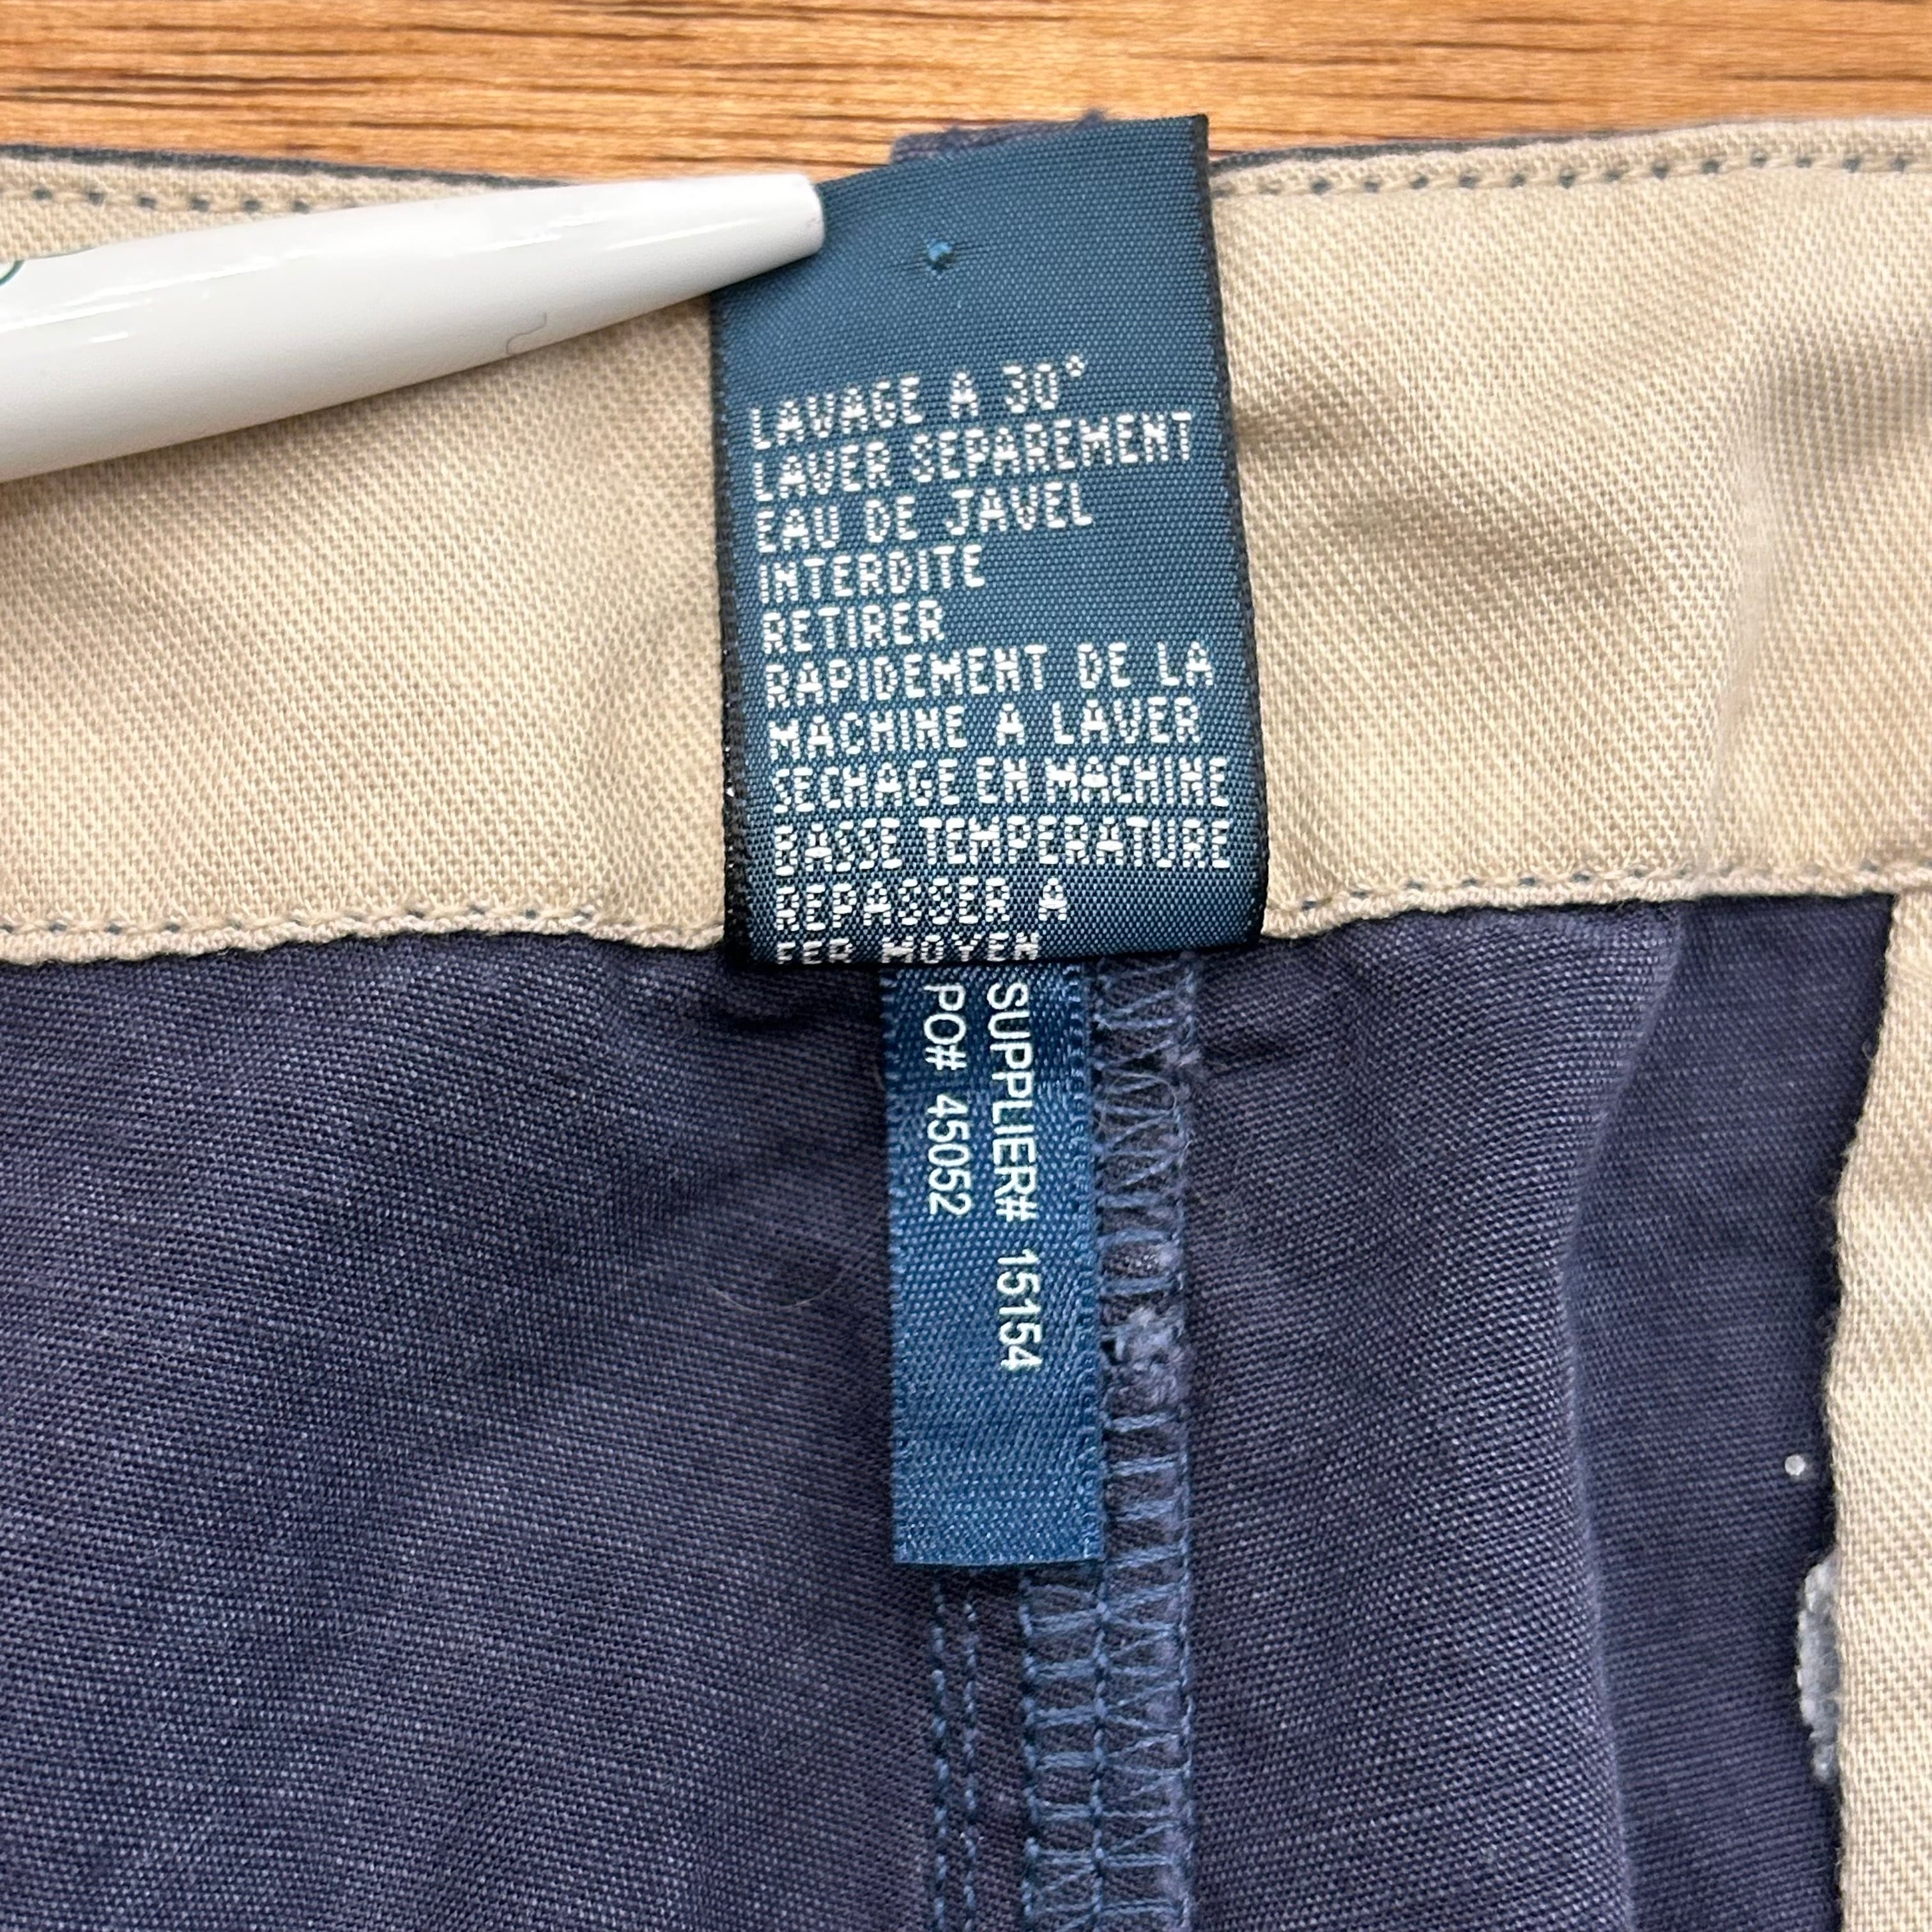 LAVAGE A 30°
LAVER SEPAREMENT
EAU DE JAVEL
INTERDITE
RETIRER
RAPIDEMENT DE LA
MACHINE A LAVER
SECHAGE EN MACHINE
BASSE TEMPERATURE
REPASSER A
FER MOYEN
SUPPLIER# 15154
PO# 45052